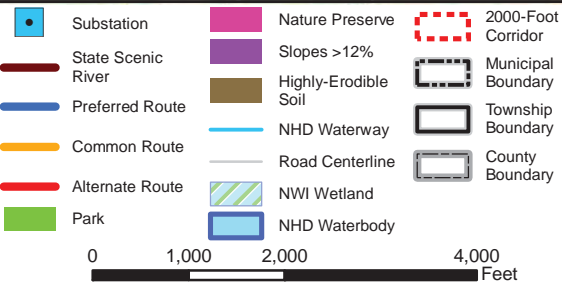 Substation
State Scenic
River
Preferred Route
Common Route
Alternate Route
Park
Nature Preserve
Slopes >12%
Highly-Erodible
Soil
NHD Waterway
Road Centerline
NWI Wetland
NHD Waterbody
2000-Foot
Corridor
Municipal
Boundary
Township
Boundary
County
Boundary
0 1,000 2,000 4,000
Feet